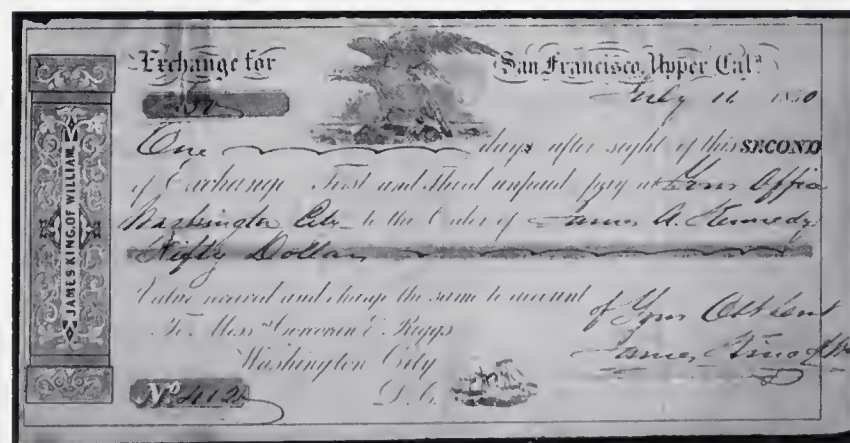 JAMES KING, OF WILLIAM.
Exchange for San Francisco, Upper Cal.ª
July 11 1850
One days after sight of this SECOND
of Exchange First and third unpaid pay at Your Office
Washington City to the Order of James A. Kennedy
Fifty Dollars
Value received and charge the same to account
of Your Obt Servt
To Mess.rs Corcoran & Riggs James King of Wm
Washington City
D.C.
No